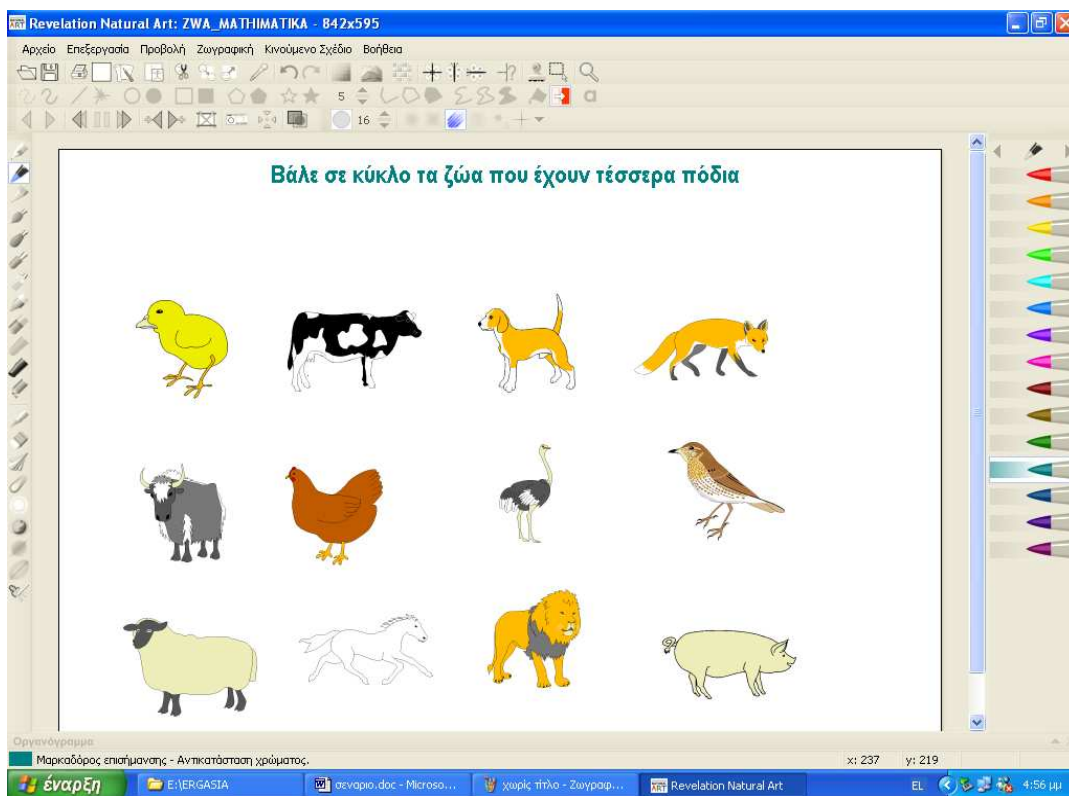 Revelation Natural Art: ZWA_MATHIMATIKA - 842x595
Αρχείο Επεξεργασία Προβολή Ζωγραφική Κινούμενο Σχέδιο Βοήθεια
5
16
Βάλε σε κύκλο τα ζώα που έχουν τέσσερα πόδια
Οργανόγραμμα
Μαρκαδόρος επισήμανσης - Αντικατάσταση χρώματος.
x: 237 y: 219
έναρξη E:\ERGASIA σεναριο.doc - Microso... χωρίς τίτλο - Ζωγραφ... Revelation Natural Art EL 4:56 μμ